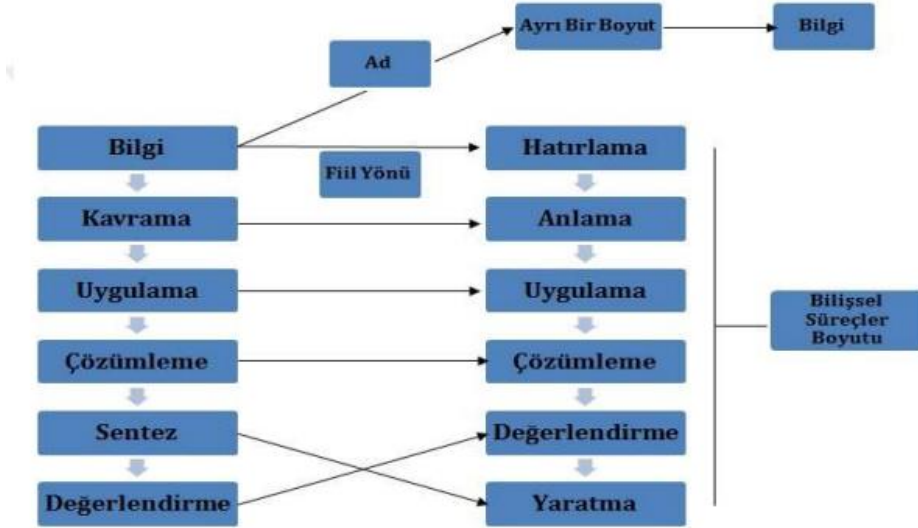 Ayrı Bir Boyut
Bilgi
Ad
Bilgi
Hatırlama
Fiil Yönü
Kavrama
Anlama
Uygulama
Uygulama
Bilişsel
Süreçler
Boyutu
Çözümleme
Çözümleme
Sentez
Değerlendirme
Değerlendirme
Yaratma